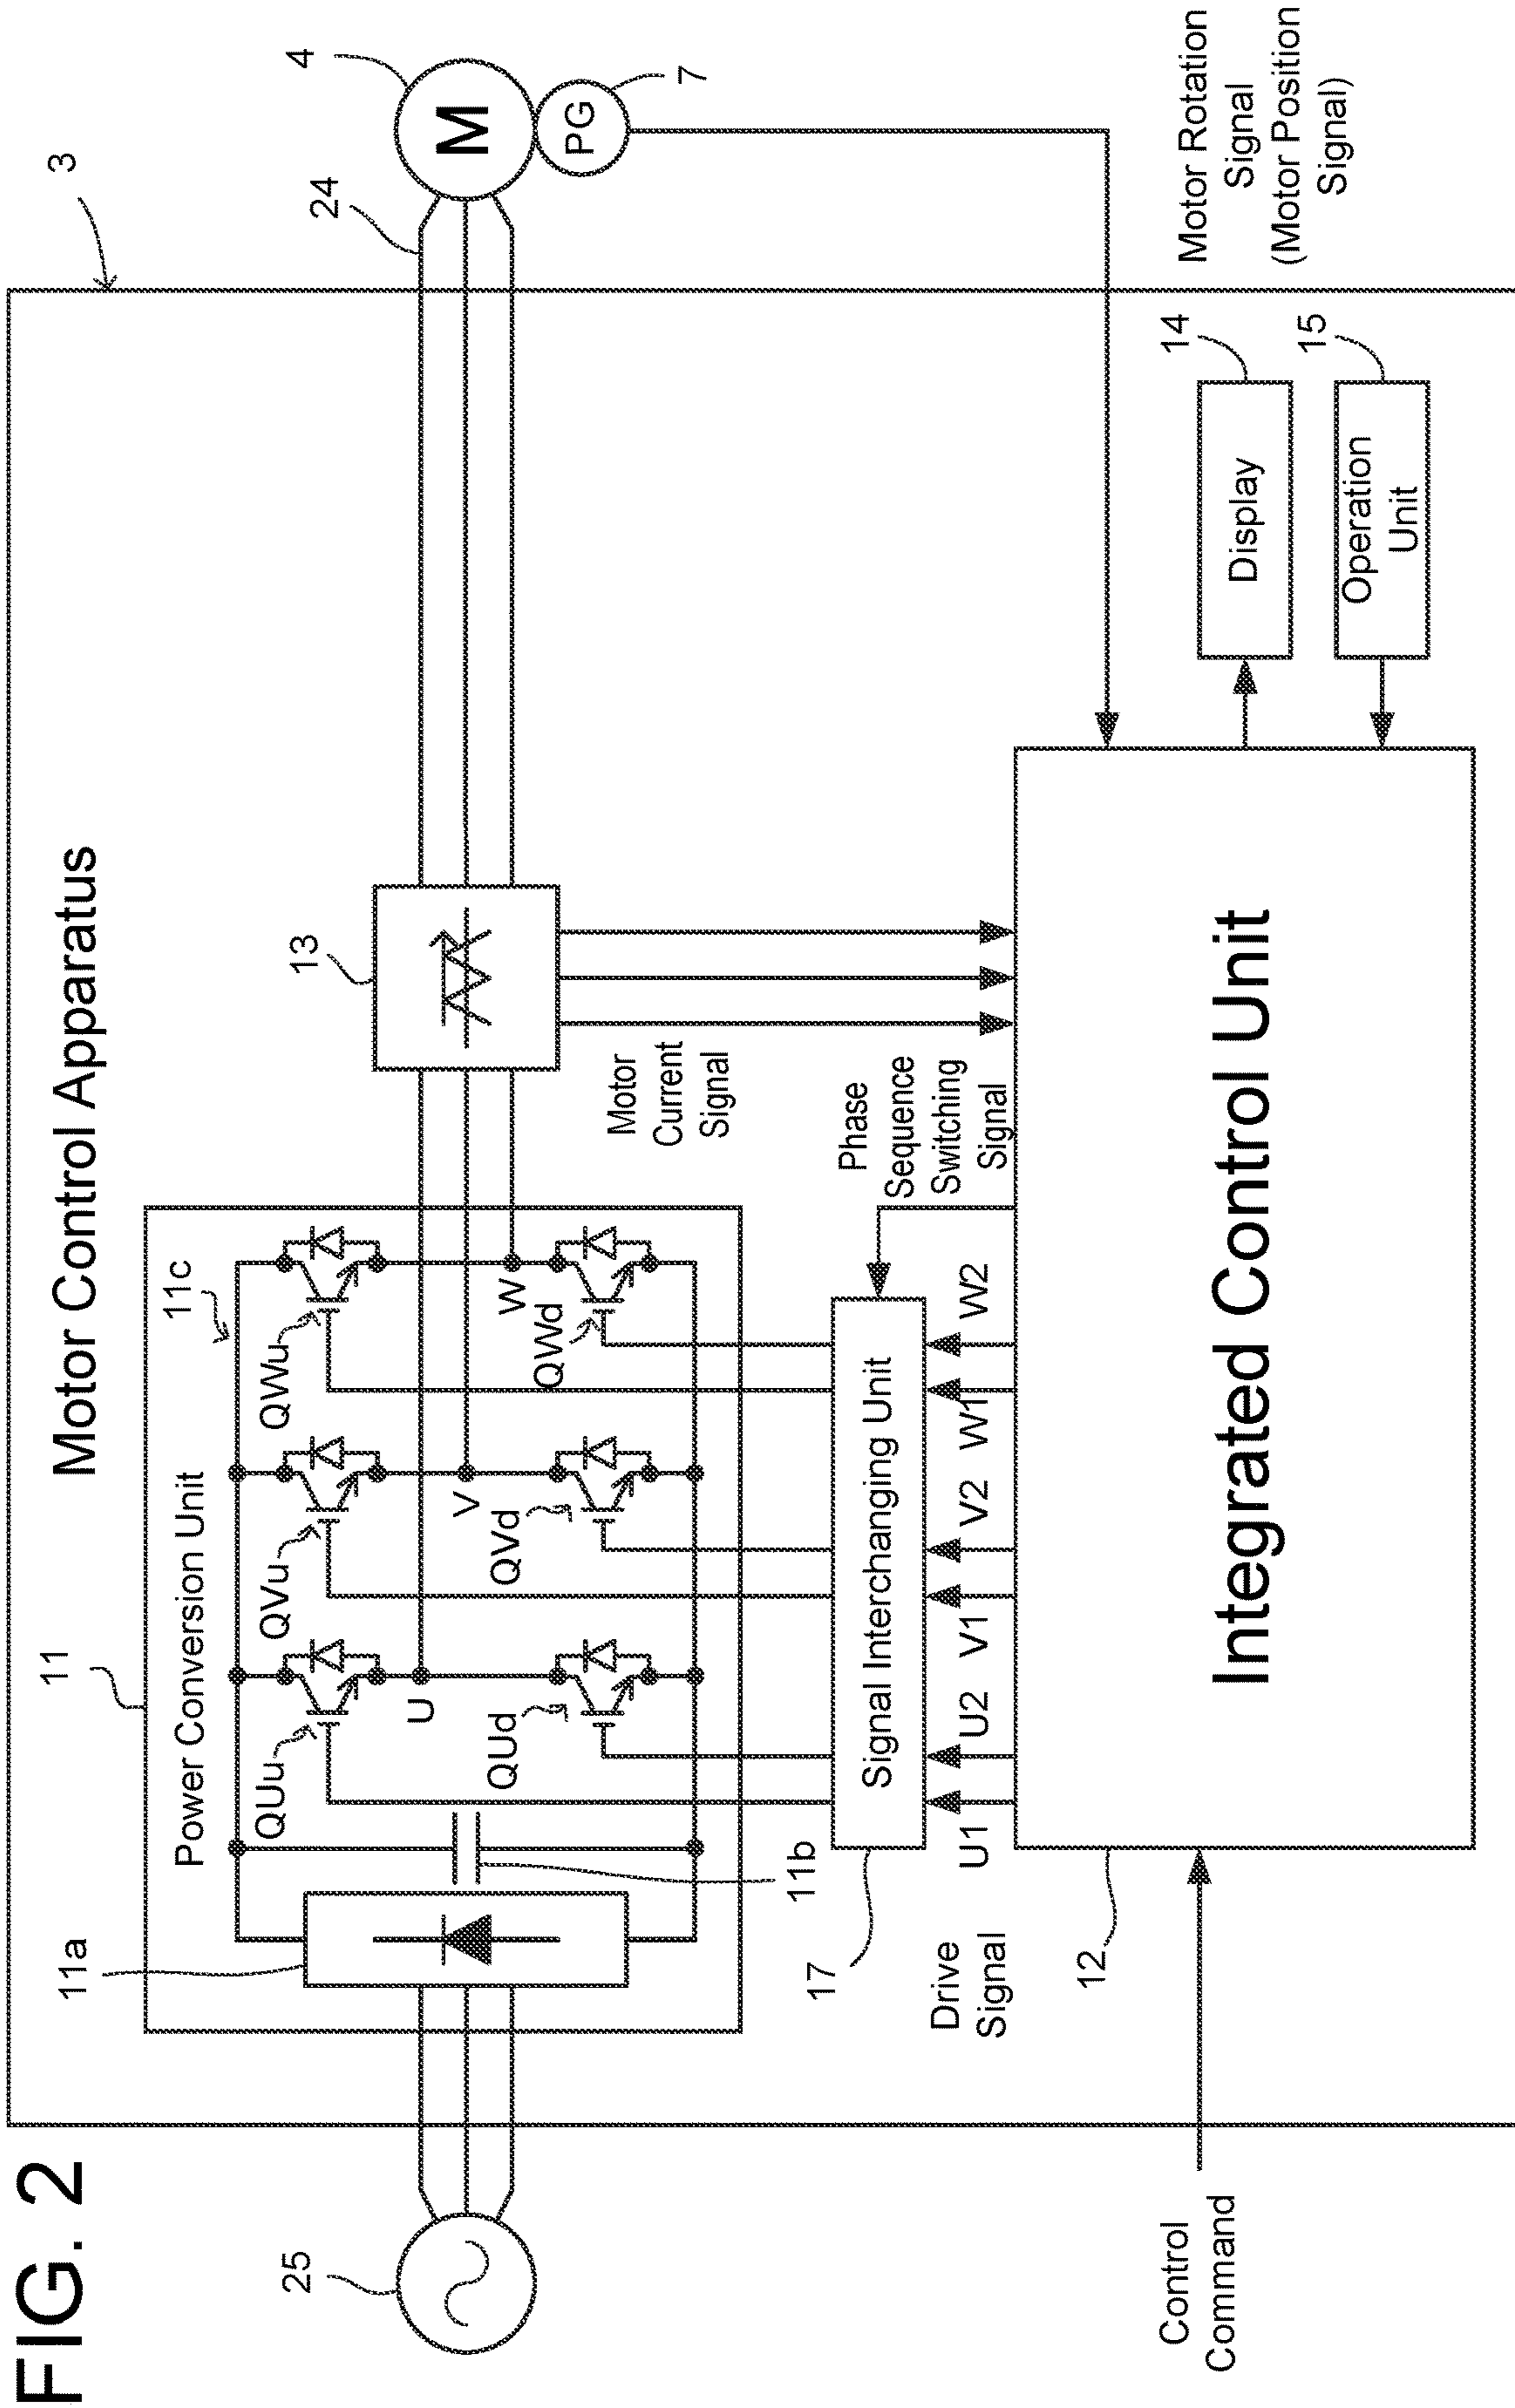 FIG. 2
Motor Control Apparatus
3
11
Power Conversion Unit
11a
11b
11c
QUu
QVu
QWu
U
V
W
QUd
QVd
QWd
13
24
4
M
PG
7
25
Motor
Current
Signal
Phase
Sequence
Switching
Signal
17
Signal Interchanging Unit
Drive
Signal
U1
U2
V1
V2
W1
W2
12
Integrated Control Unit
Control
Command
14
Display
15
Operation
Unit
Motor Rotation
Signal
(Motor Position
Signal)